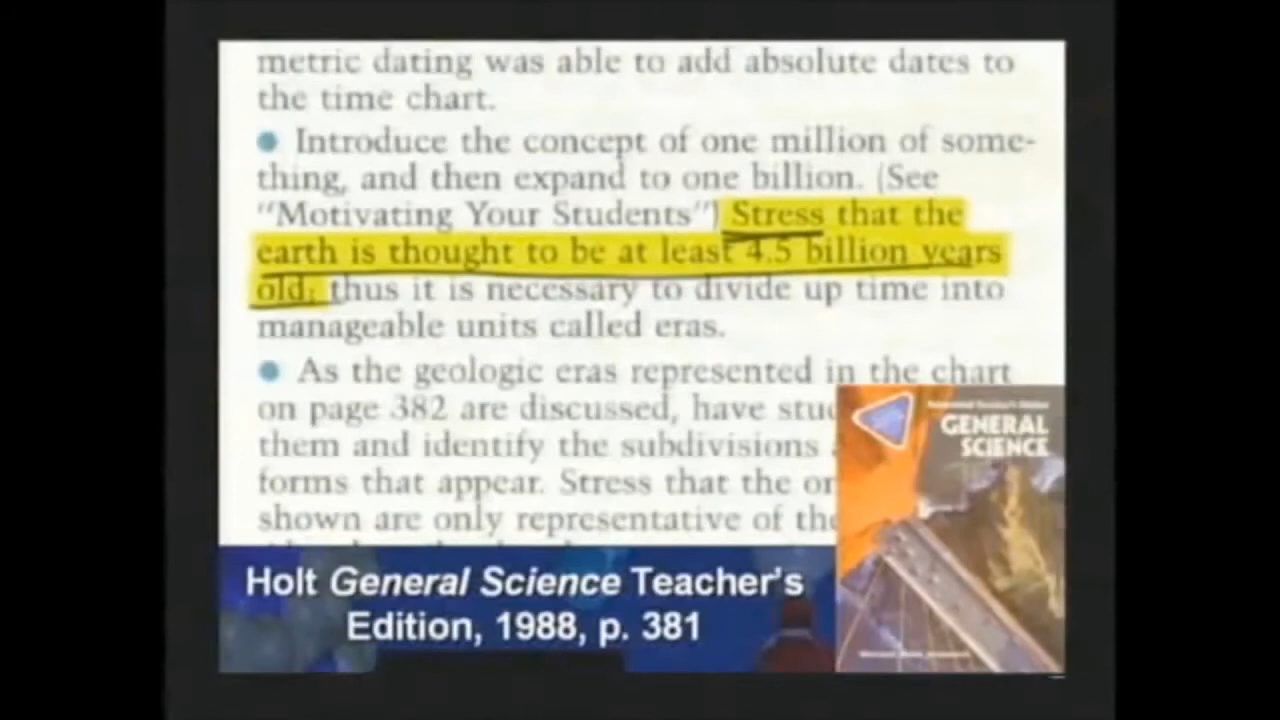 metric dating was able to add absolute dates to
the time chart.
● Introduce the concept of one million of some-
thing, and then expand to one billion. (See
"Motivating Your Students") Stress that the
earth is thought to be at least 4.5 billion years
old; thus it is necessary to divide up time into
manageable units called eras.
● As the geologic eras represented in the chart
on page 382 are discussed, have stu
them and identify the subdivisions
forms that appear. Stress that the or
shown are only representative of the
GENERAL
SCIENCE
Holt General Science Teacher's
Edition, 1988, p. 381